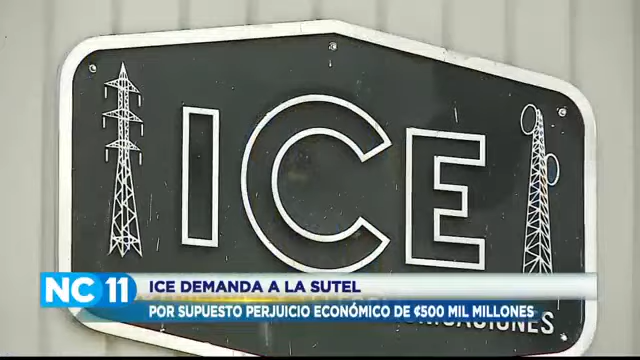 ICE
NC 11
ICE DEMANDA A LA SUTEL
POR SUPUESTO PERJUICIO ECONÓMICO DE ¢500 MIL MILLONES